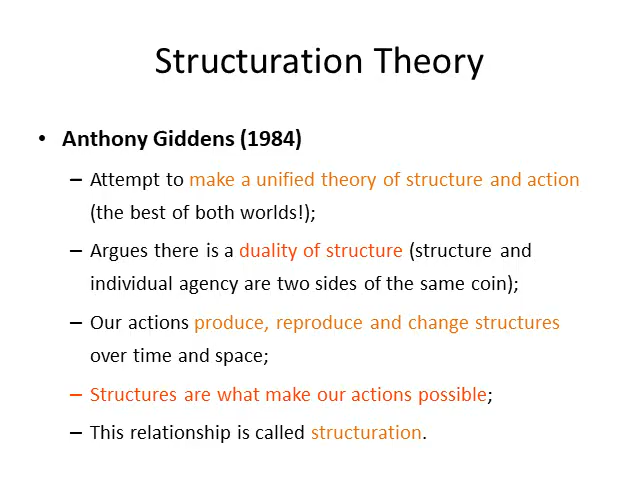 Structuration Theory
• Anthony Giddens (1984)
– Attempt to make a unified theory of structure and action
(the best of both worlds!);
– Argues there is a duality of structure (structure and
individual agency are two sides of the same coin);
– Our actions produce, reproduce and change structures
over time and space;
– Structures are what make our actions possible;
– This relationship is called structuration.